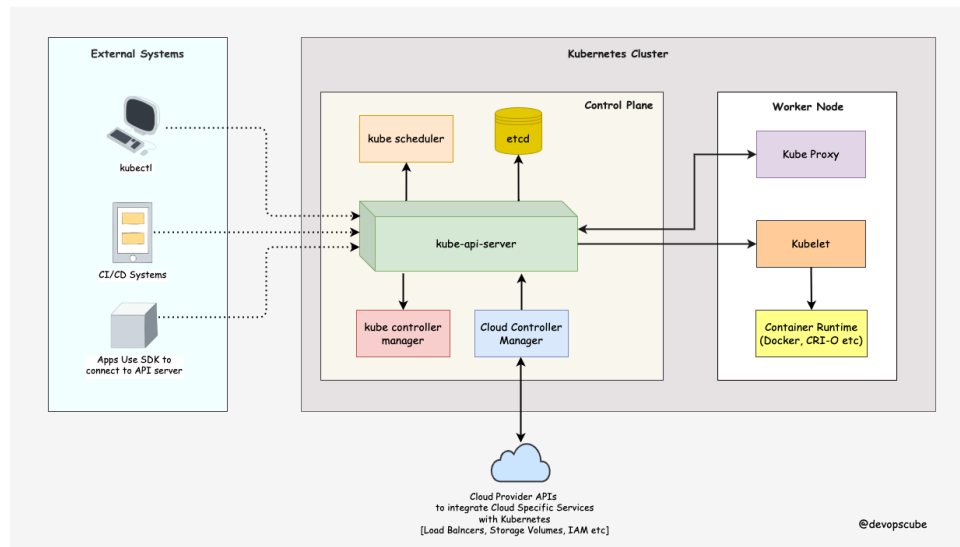 External Systems
kubectl
CI/CD Systems
Apps Use SDK to
connect to API server
Kubernetes Cluster
Control Plane
kube scheduler
etcd
kube-api-server
kube controller
manager
Cloud Controller
Manager
Worker Node
Kube Proxy
Kubelet
Container Runtime
(Docker, CRI-O etc)
Cloud Provider APIs
to integrate Cloud Specific Services
with Kubernetes
[Load Balncers, Storage Volumes, IAM etc]
@devopscube